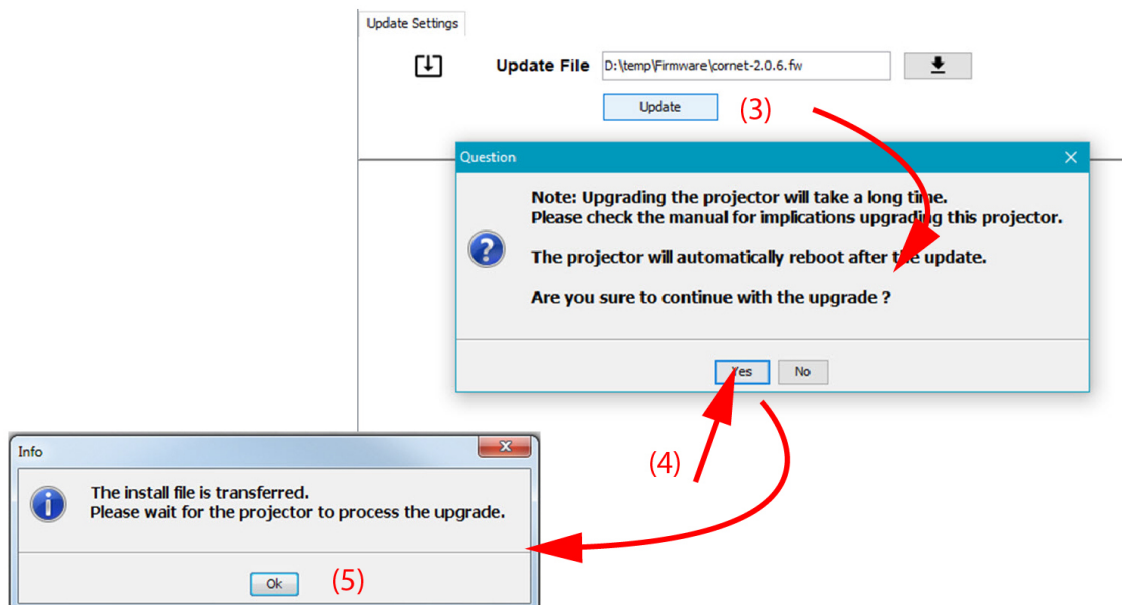 Update Settings
Update File
D:\temp\Firmware\cornet-2.0.6.fw
Update
(3)
Question
Note: Upgrading the projector will take a long time.
Please check the manual for implications upgrading this projector.
The projector will automatically reboot after the update.
Are you sure to continue with the upgrade ?
Yes
No
(4)
Info
The install file is transferred.
Please wait for the projector to process the upgrade.
Ok
(5)